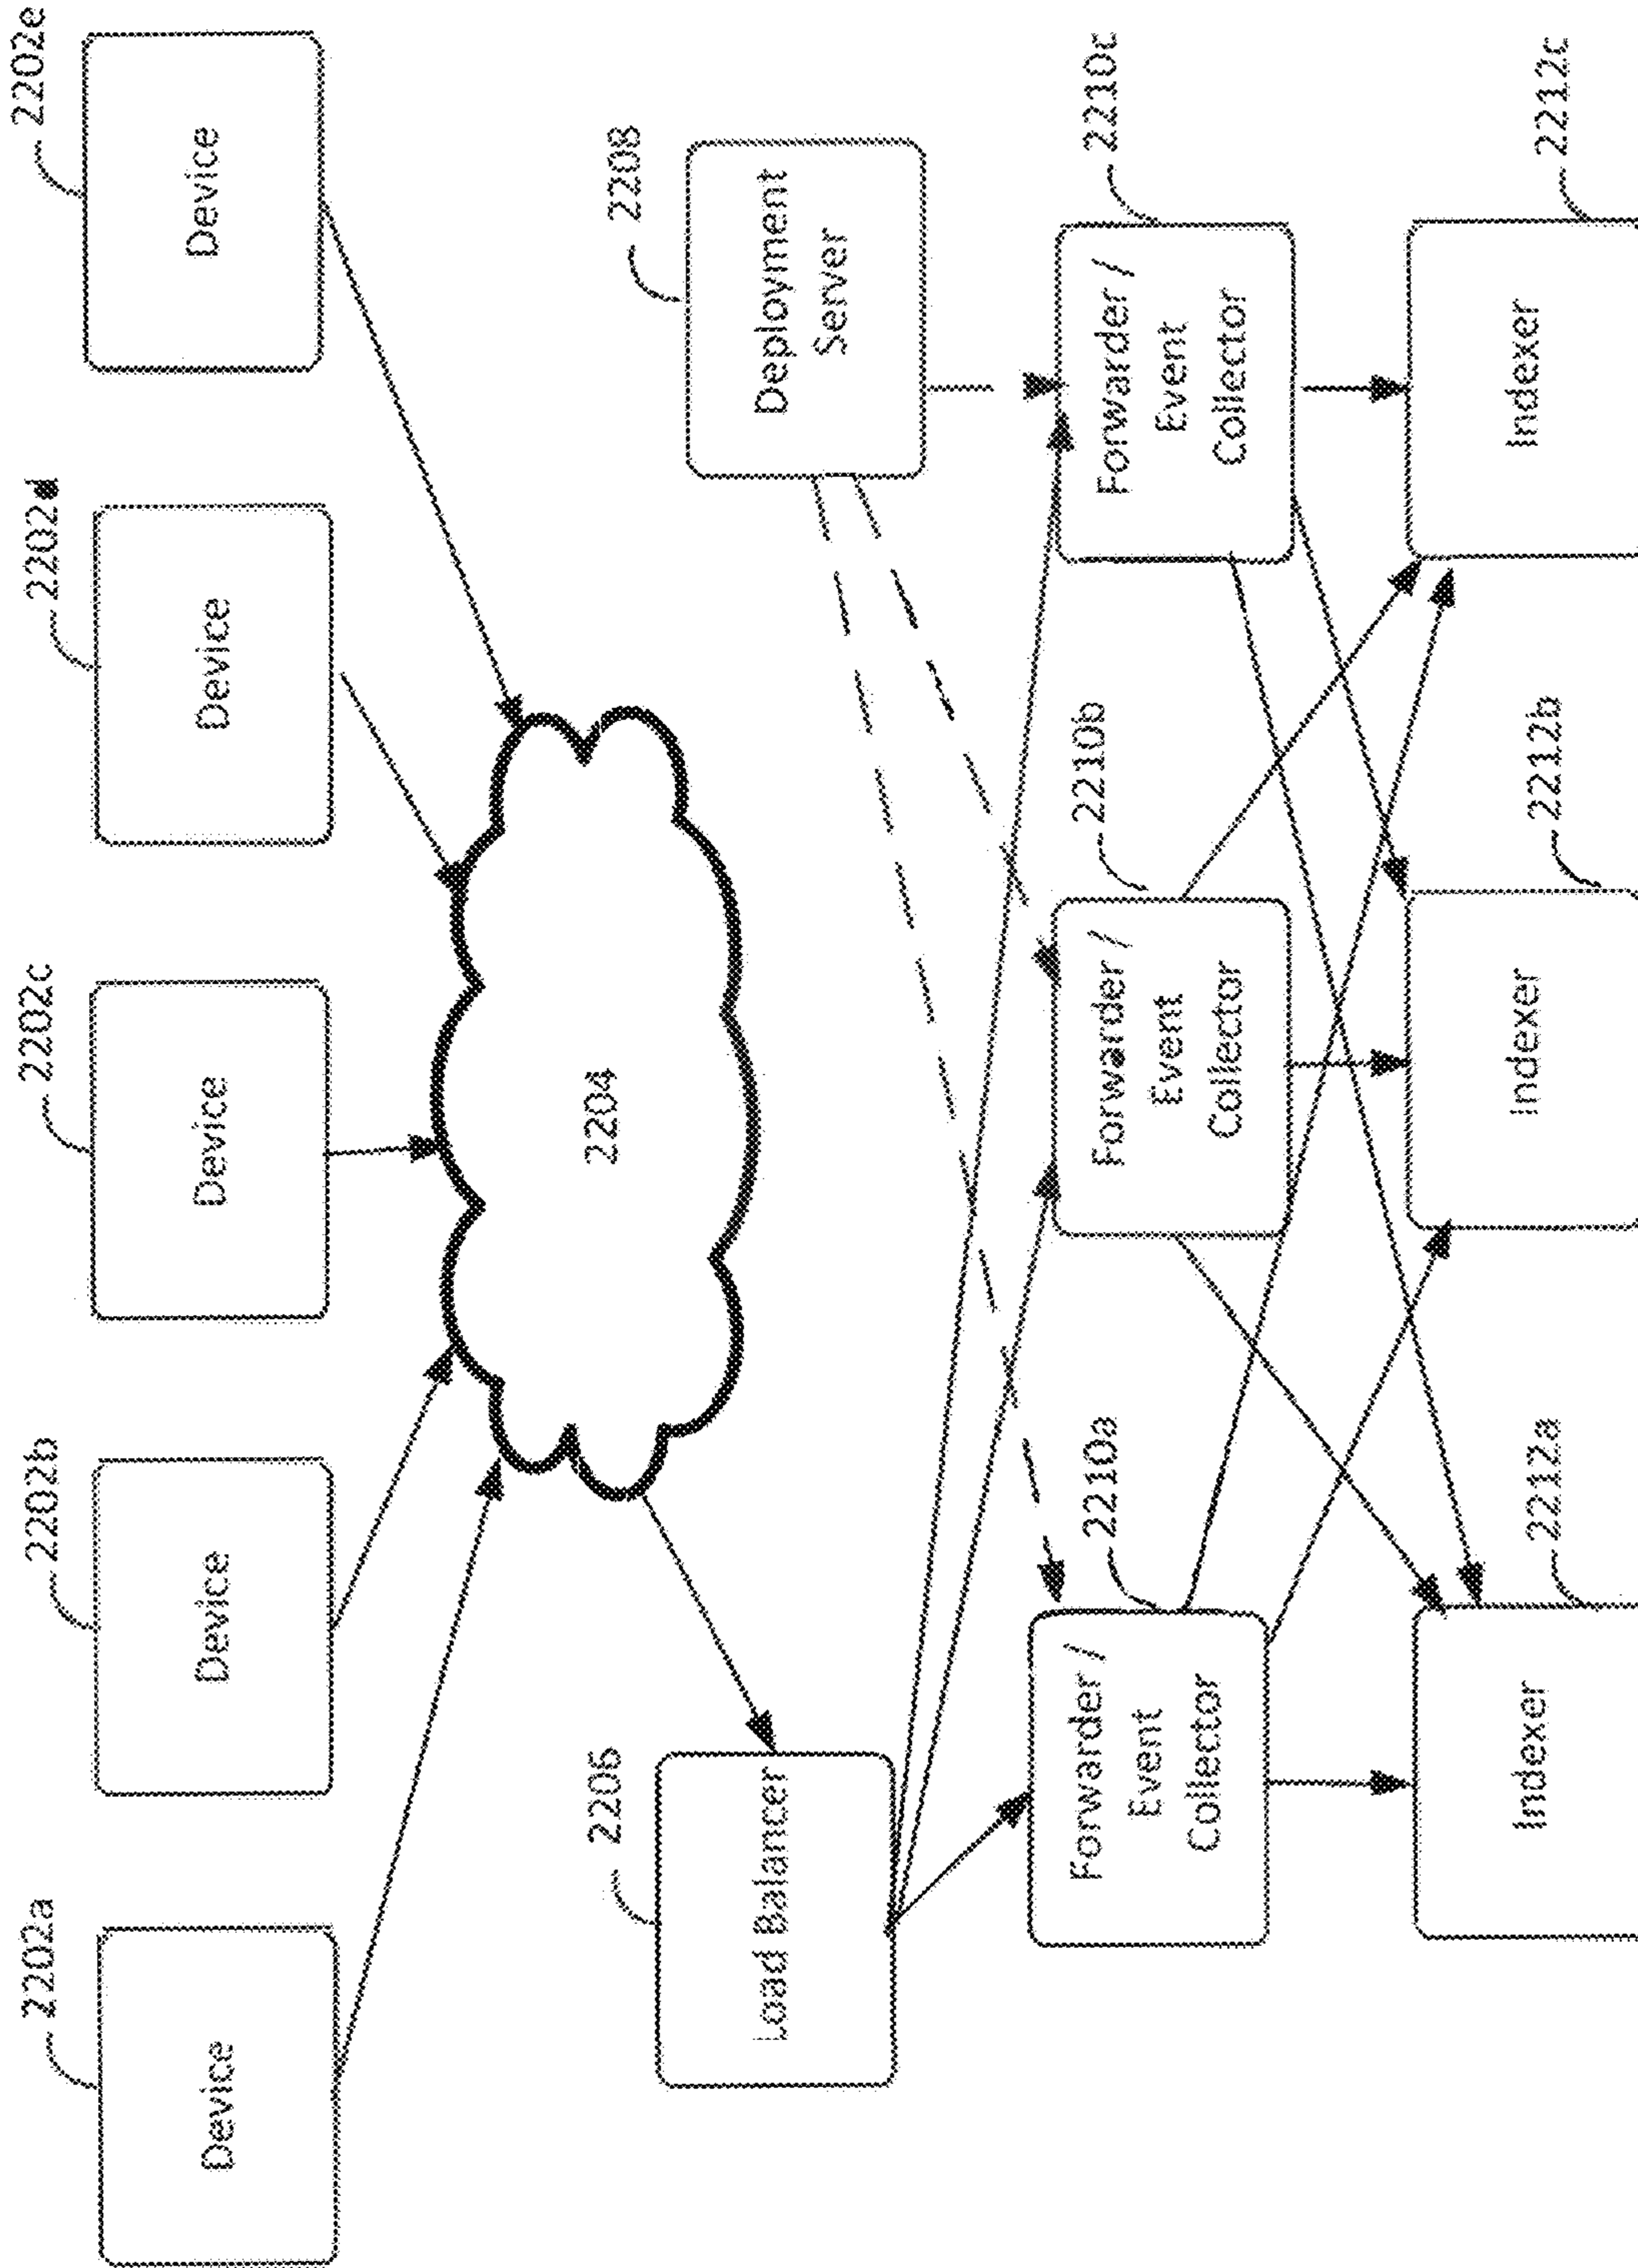 2202a
2202b
2202c
2202d
2202e
Device
Device
Device
Device
Device
2204
2206
Load Balancer
2208
Deployment
Server
2210a
Forwarder /
Event
Collector
2210b
Forwarder /
Event
Collector
2210c
Forwarder /
Event
Collector
2212a
Indexer
2212b
Indexer
2212c
Indexer